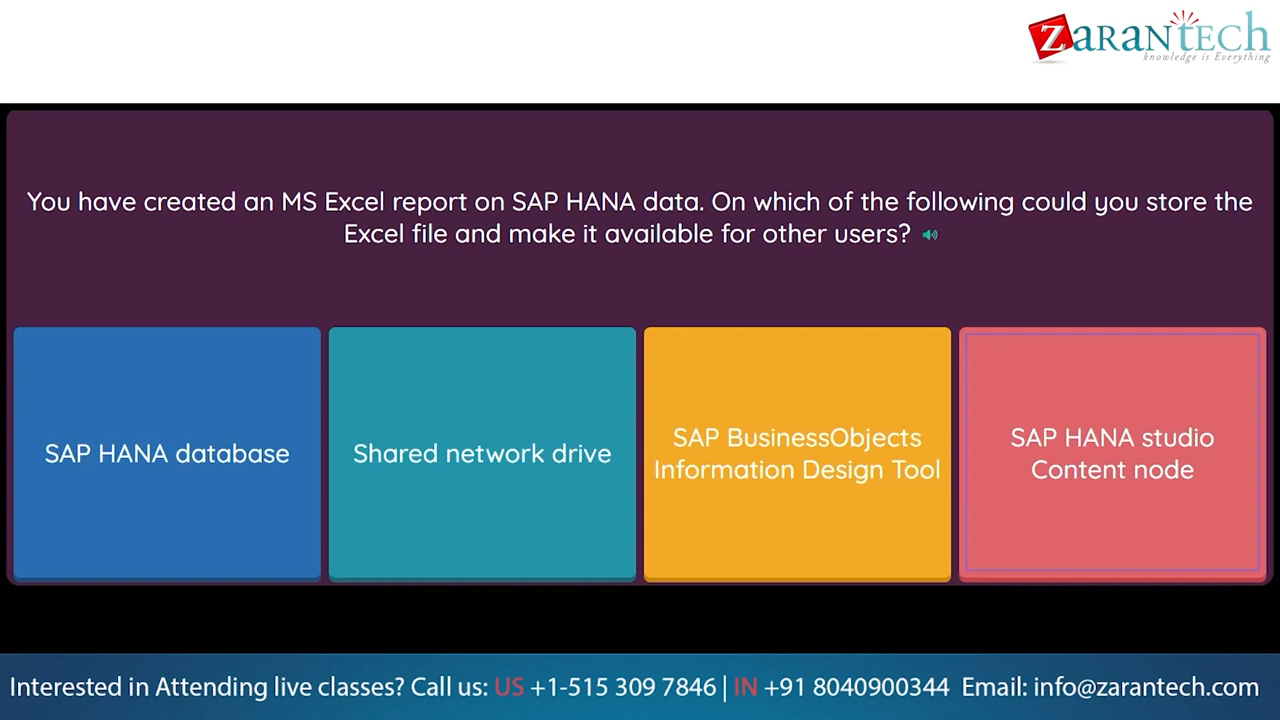 ZARANTECH
knowledge is Everything
You have created an MS Excel report on SAP HANA data. On which of the following could you store the
Excel file and make it available for other users?
SAP HANA database
Shared network drive
SAP BusinessObjects
Information Design Tool
SAP HANA studio
Content node
Interested in Attending live classes? Call us: US +1-515 309 7846 | IN +91 8040900344 Email: info@zarantech.com